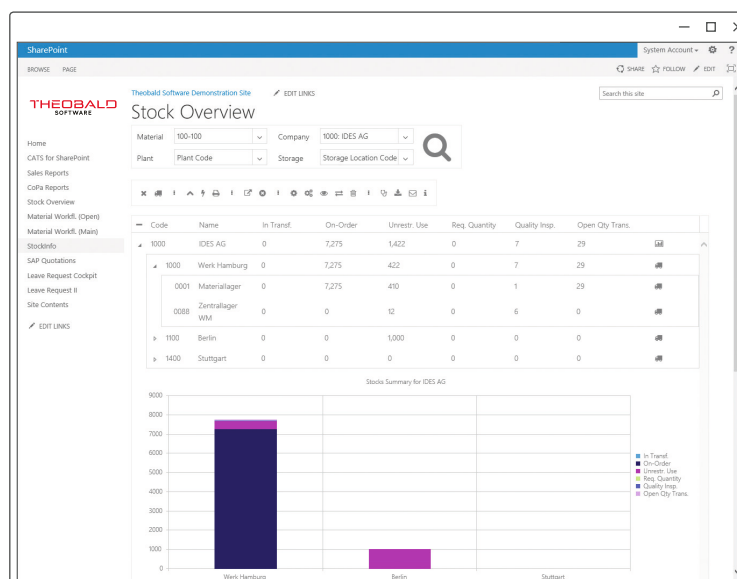 SharePoint
System Account
?
BROWSE PAGE
SHARE FOLLOW EDIT
THEOBALD
SOFTWARE
Theobald Software Demonstration Site
EDIT LINKS
Search this site
Stock Overview
Material 100-100 Company 1000: IDES AG
Plant Plant Code Storage Storage Location Code
Home
CATS for SharePoint
Sales Reports
CoPa Reports
Stock Overview
Material Workfl. (Open)
Material Workfl. (Main)
StockInfo
SAP Quotations
Leave Request Cockpit
Leave Request II
Site Contents
EDIT LINKS
Code Name In Transf. On-Order Unrestr. Use Req. Quantity Quality Insp. Open Qty Trans.
1000 IDES AG 0 7,275 1,422 0 7 29
1000 Werk Hamburg 0 7,275 422 0 7 29
0001 Materiallager 0 7,275 410 0 1 29
0088 Zentrallager WM 0 0 12 0 6 0
1100 Berlin 0 0 1,000 0 0 0
1400 Stuttgart 0 0 0 0 0 0
Stocks Summary for IDES AG
9000
8000
7000
6000
5000
4000
3000
2000
1000
0
Werk Hamburg Berlin Stuttgart
In Transf.
On-Order
Unrestr. Use
Req. Quantity
Quality Insp.
Open Qty Trans.